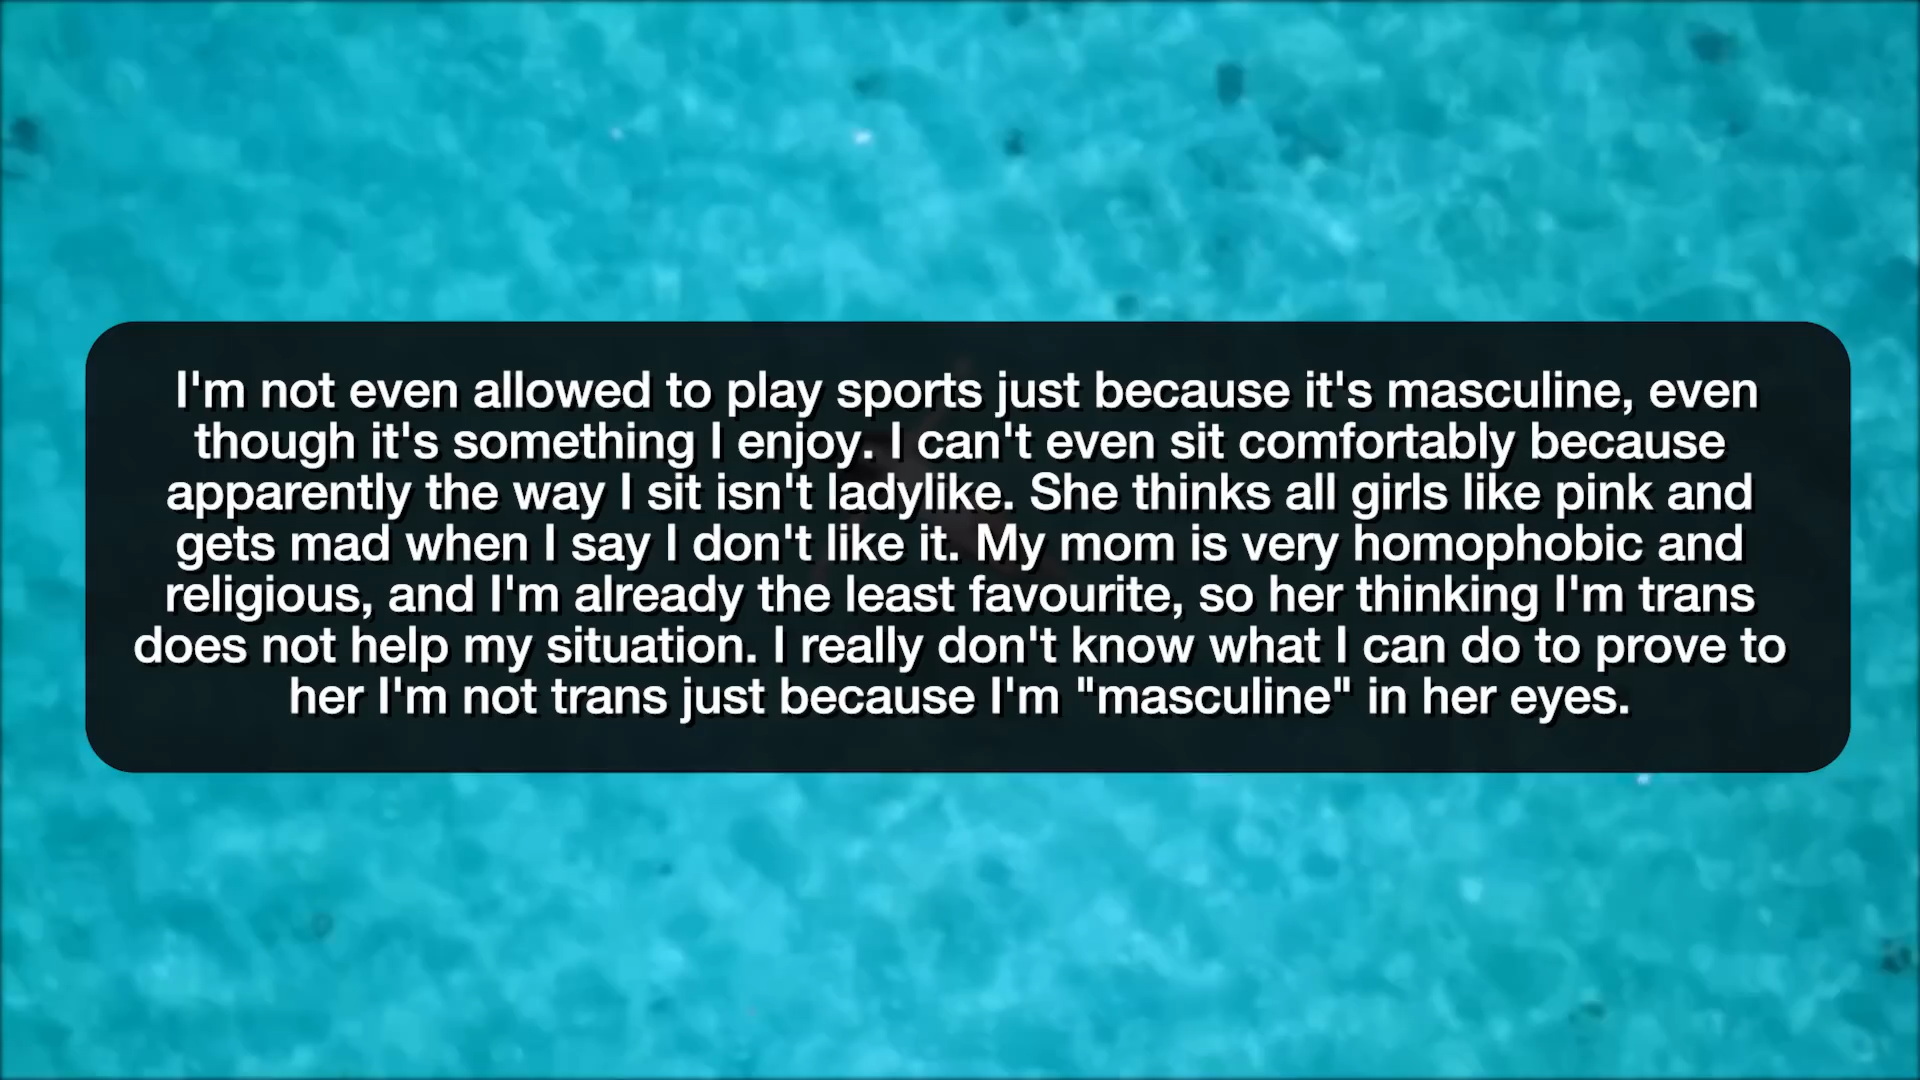 I'm not even allowed to play sports just because it's masculine, even
though it's something I enjoy. I can't even sit comfortably because
apparently the way I sit isn't ladylike. She thinks all girls like pink and
gets mad when I say I don't like it. My mom is very homophobic and
religious, and I'm already the least favourite, so her thinking I'm trans
does not help my situation. I really don't know what I can do to prove to
her I'm not trans just because I'm "masculine" in her eyes.